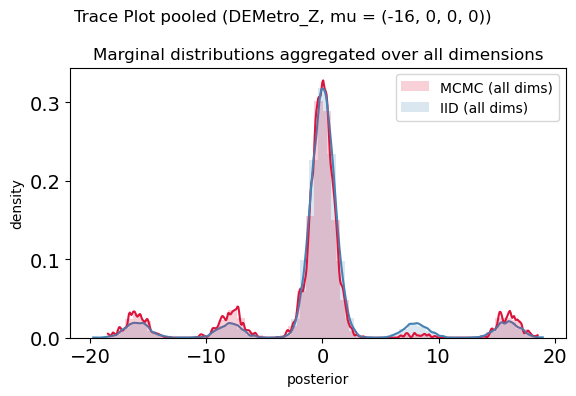 Trace Plot pooled (DEMetro_Z, mu = (-16, 0, 0, 0))
Marginal distributions aggregated over all dimensions
MCMC (all dims)
IID (all dims)
density
0.3
0.2
0.1
0.0
−20
−10
0
10
20
posterior